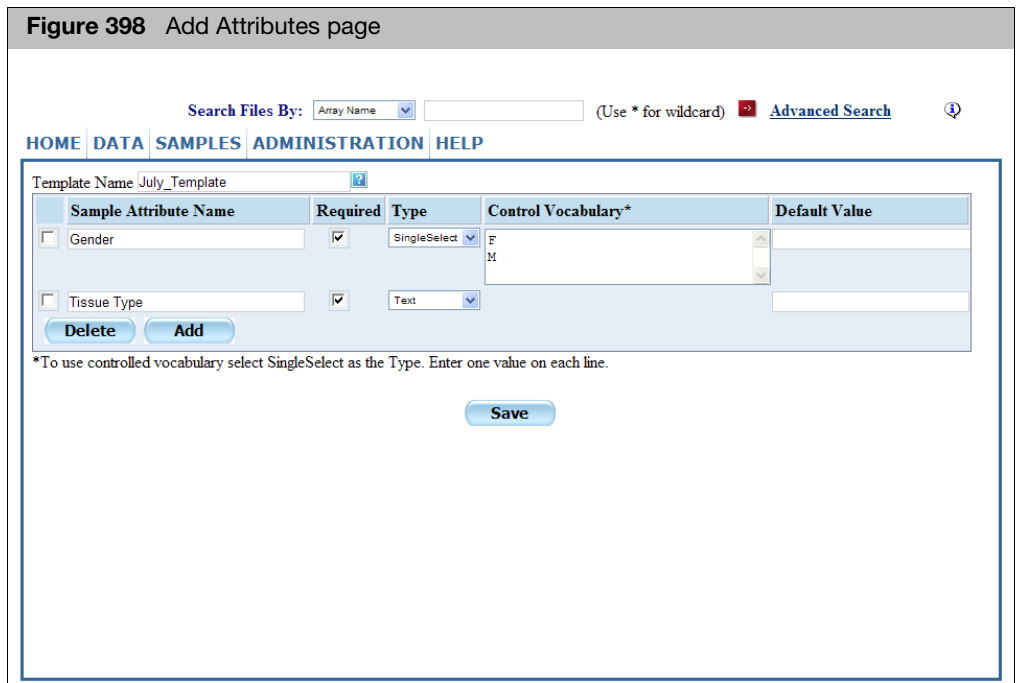 Figure 398 Add Attributes page
Search Files By: Array Name (Use * for wildcard) Advanced Search
HOME DATA SAMPLES ADMINISTRATION HELP
Template Name July_Template ?
Sample Attribute Name Required Type Control Vocabulary* Default Value
Gender SingleSelect F
M
Tissue Type Text
Delete Add
*To use controlled vocabulary select SingleSelect as the Type. Enter one value on each line.
Save